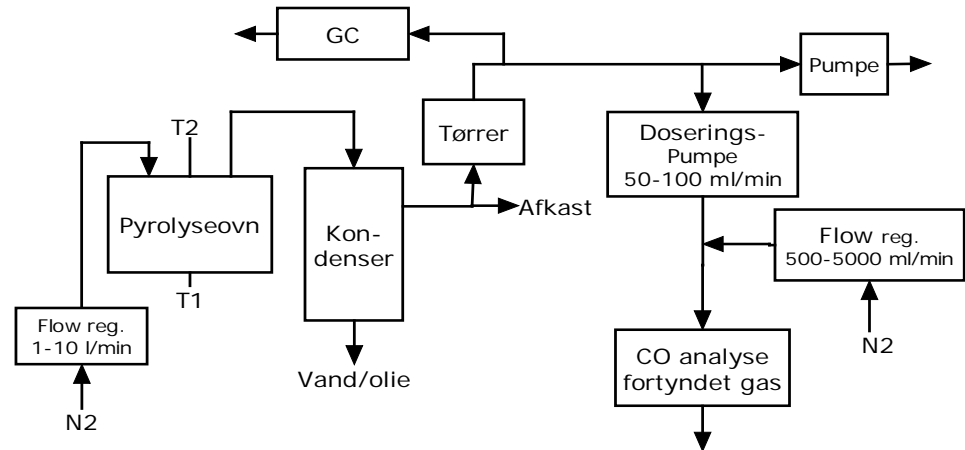 GC
Pumpe
Tørrer
Doserings-
Pumpe
50-100 ml/min
T2
Pyrolyseovn
T1
Kon-
denser
Afkast
Flow reg.
500-5000 ml/min
Flow reg.
1-10 l/min
N2
CO analyse
fortyndet gas
Vand/olie
N2